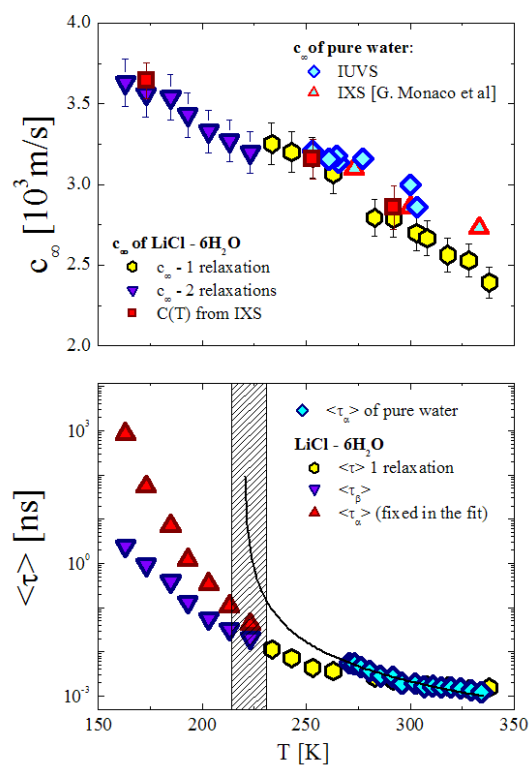 4.0
3.5
3.0
2.5
2.0
c∞ [10³m/s]
c∞ of pure water:
IUVS
IXS [G. Monaco et al]
c∞ of LiCl - 6H₂O
c∞ - 1 relaxation
c∞ - 2 relaxations
C(T) from IXS
10³
10⁰
10⁻³
<τ> [ns]
<τα> of pure water
LiCl - 6H₂O
<τ> 1 relaxation
<τβ>
<τα> (fixed in the fit)
150 200 250 300 350
T [K]